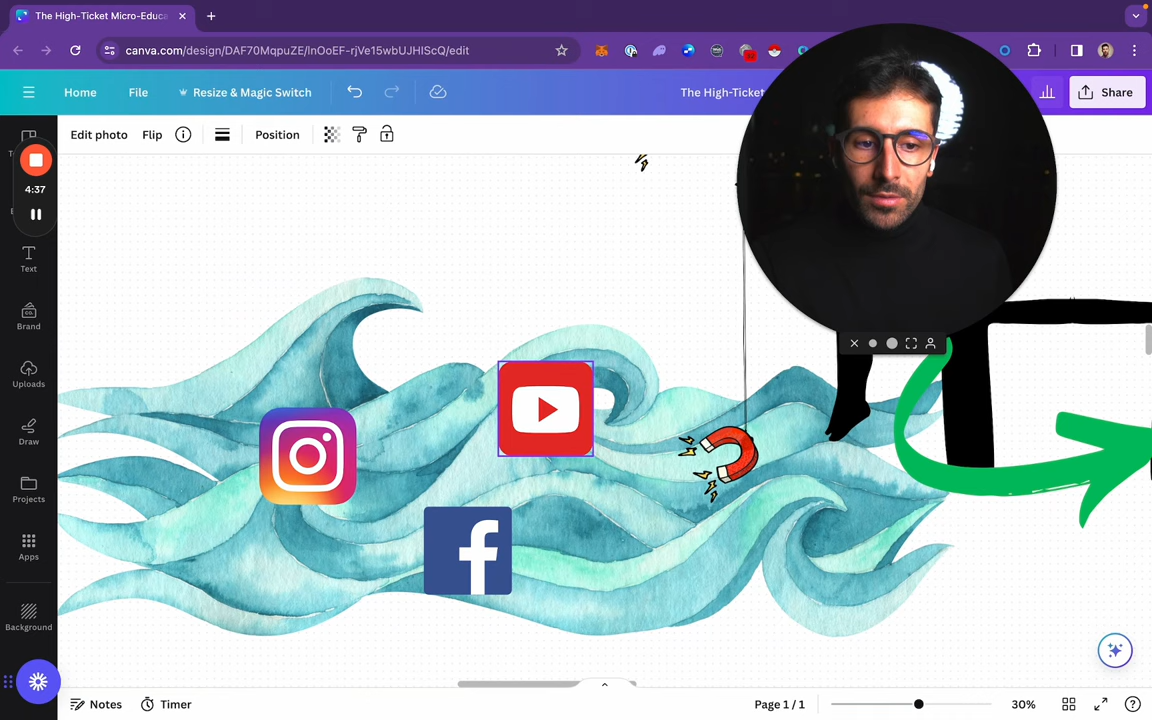 The High-Ticket Micro-Educa
canva.com/design/DAF70MqpuZE/lnOoEF-rjVe15wbUJHlScQ/edit
Home
File
Resize & Magic Switch
The High-Ticket
Share
Edit photo
Flip
Position
4:37
Text
Brand
Uploads
Draw
Projects
Apps
Background
Notes
Timer
Page 1 / 1
30%